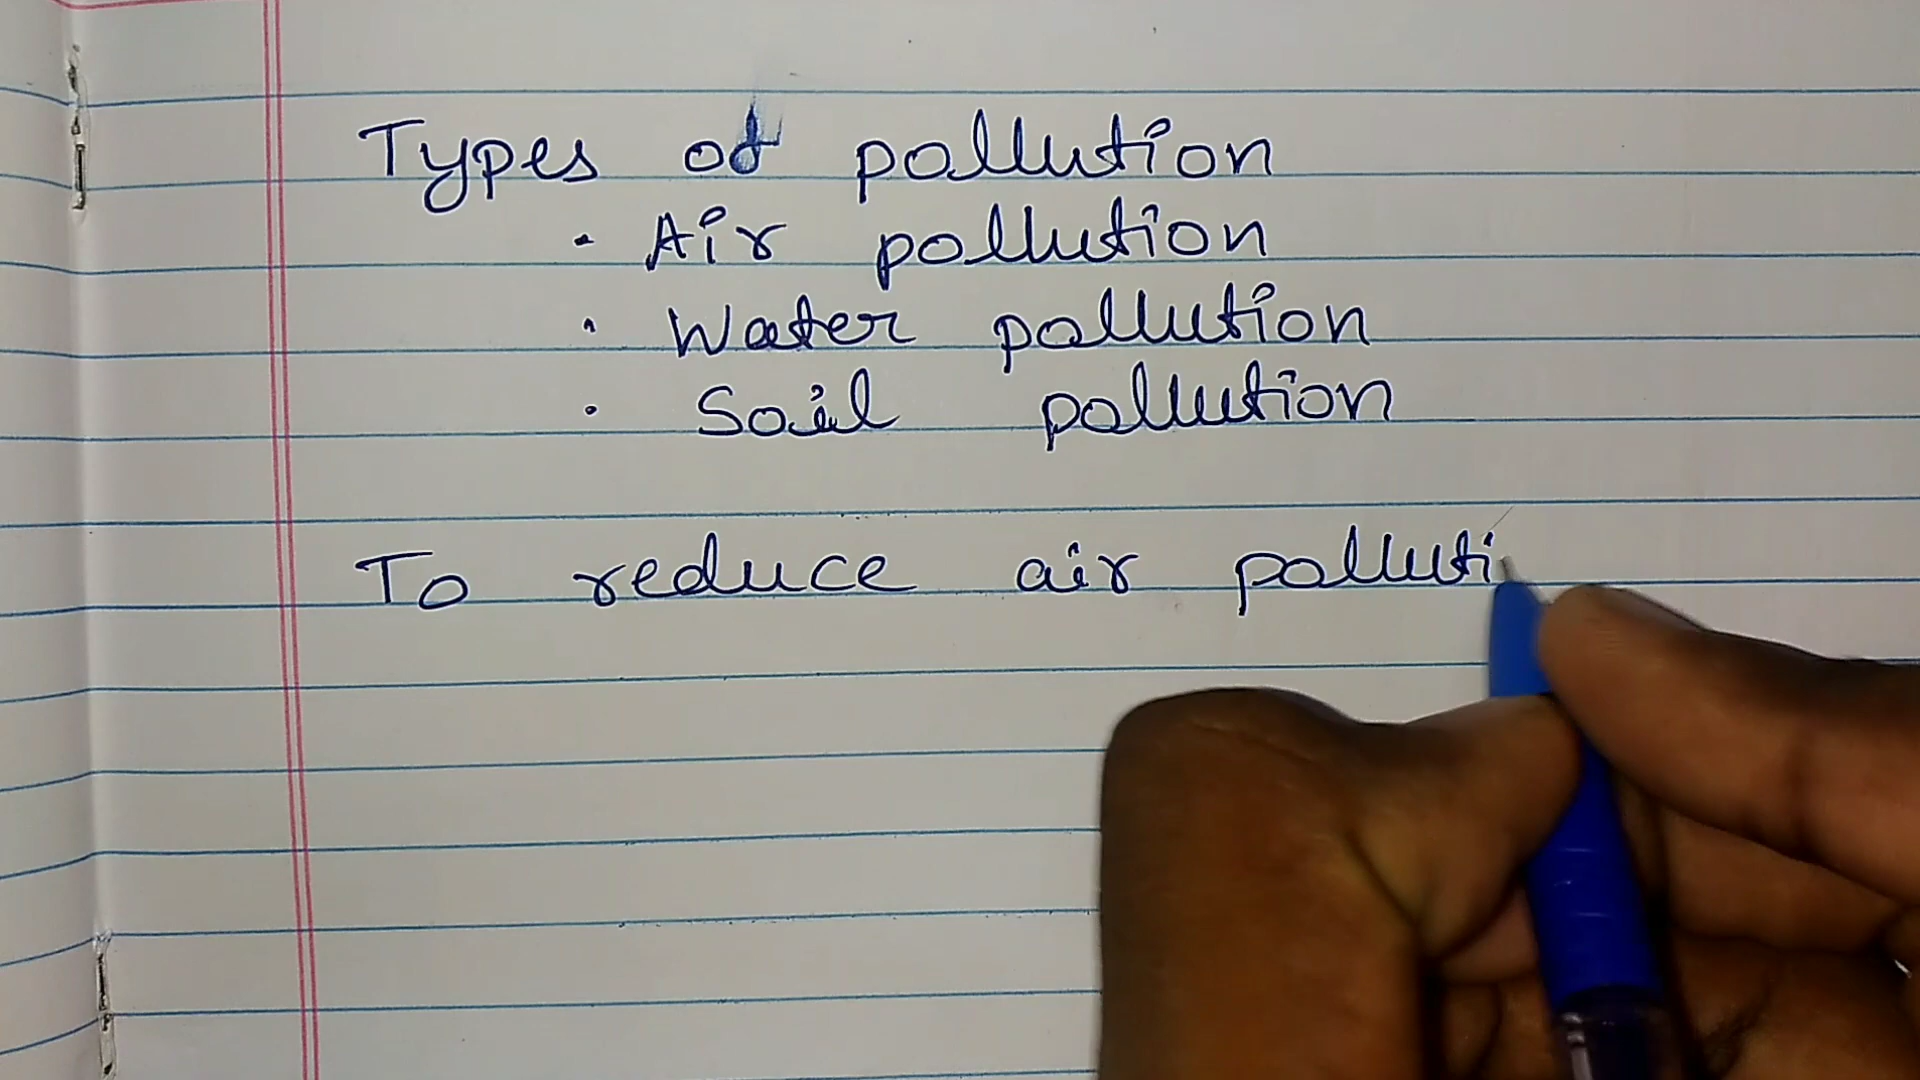 Types of pollution
· Air pollution
· Water pollution
· Soil pollution
To reduce air polluti